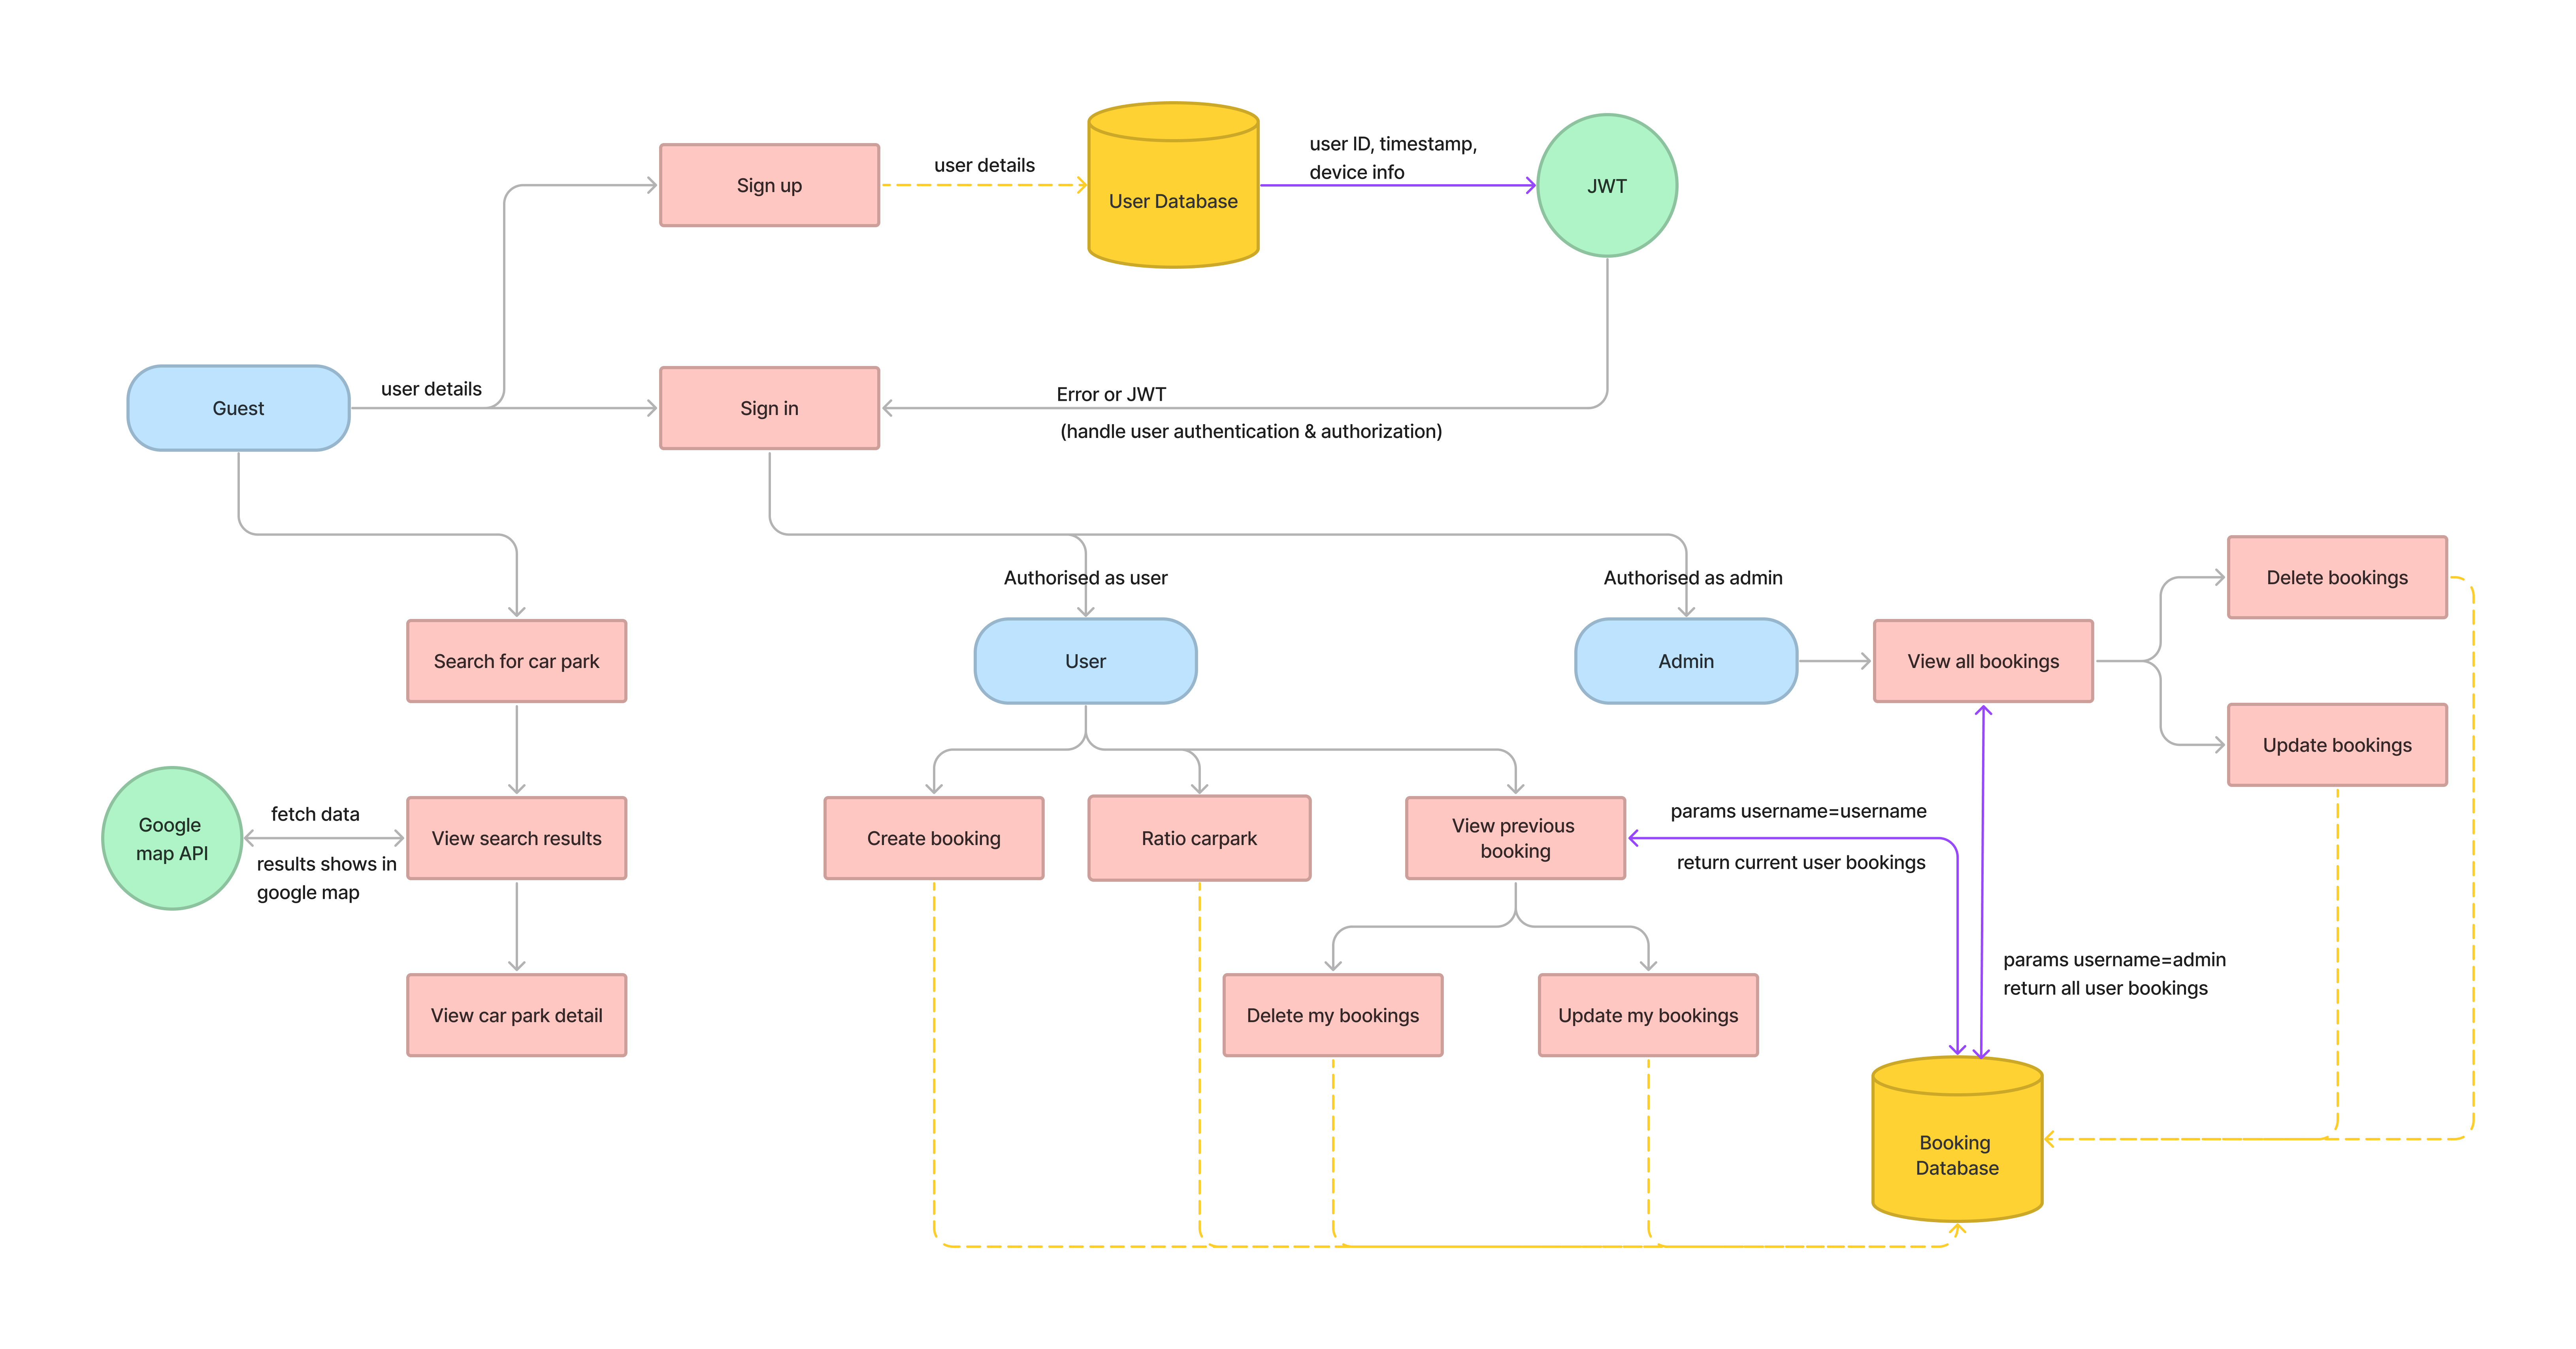 Sign up
user details
User Database
user ID, timestamp,
device info
JWT
Guest
user details
Sign in
Error or JWT
(handle user authentication & authorization)
Authorised as user
Authorised as admin
Delete bookings
Search for car park
User
Admin
View all bookings
Update bookings
Google
map API
fetch data
results shows in
google map
View search results
Create booking
Ratio carpark
View previous
booking
params username=username
return current user bookings
View car park detail
Delete my bookings
Update my bookings
params username=admin
return all user bookings
Booking
Database